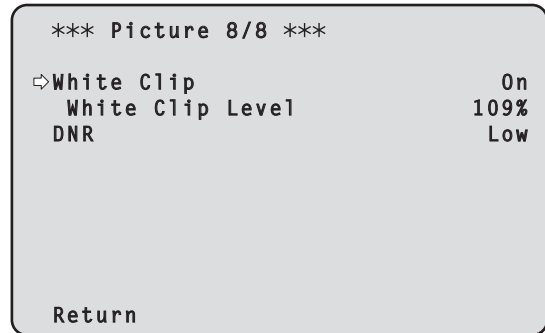 *** Picture 8/8 ***
⇨White Clip On
White Clip Level 109%
DNR Low
Return